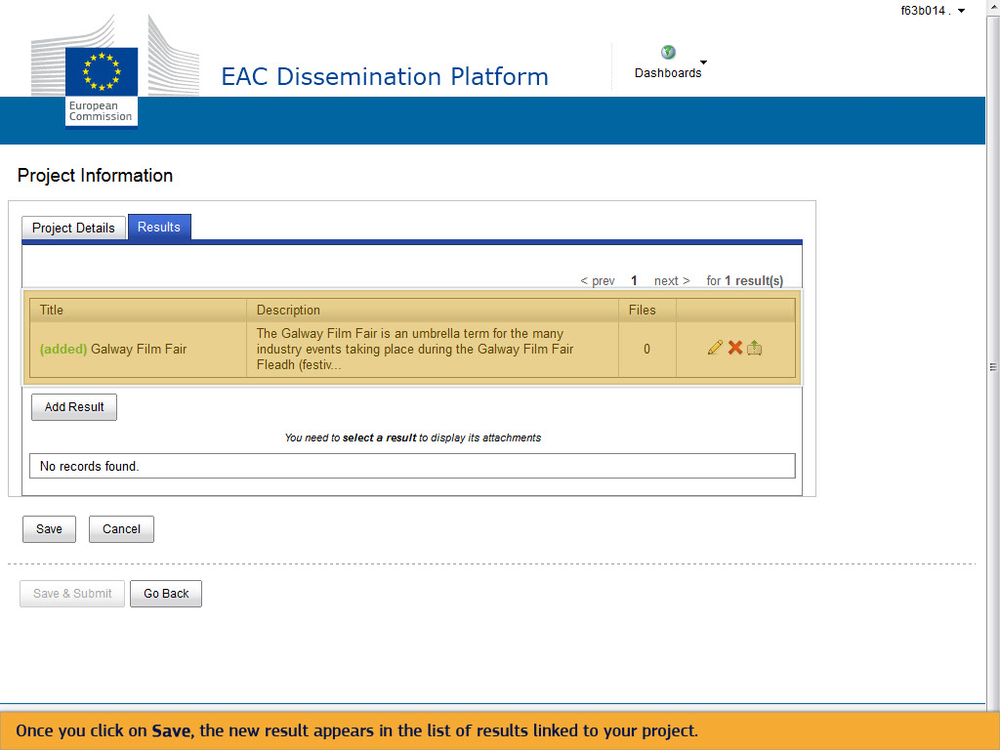 f63b014 .
EAC Dissemination Platform
Dashboards
European
Commission
Project Information
Project Details
Results
< prev 1 next > for 1 result(s)
Title Description Files
(added) Galway Film Fair
The Galway Film Fair is an umbrella term for the many
industry events taking place during the Galway Film Fair
Fleadh (festiv...
0
Add Result
You need to select a result to display its attachments
No records found.
Save Cancel
Save & Submit Go Back
Once you click on Save, the new result appears in the list of results linked to your project.